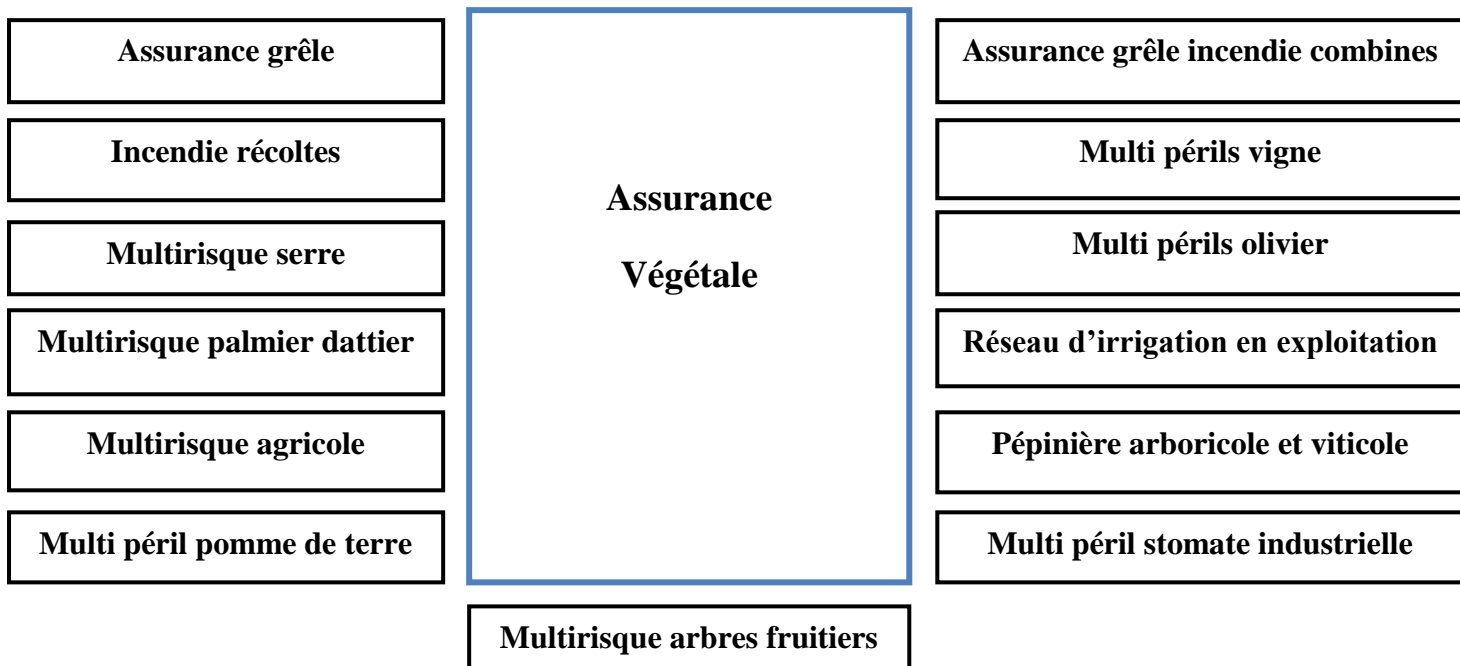 Assurance grêle
Incendie récoltes
Multirisque serre
Multirisque palmier dattier
Multirisque agricole
Multi péril pomme de terre
Assurance
Végétale
Multirisque arbres fruitiers
Assurance grêle incendie combines
Multi périls vigne
Multi périls olivier
Réseau d’irrigation en exploitation
Pépinière arboricole et viticole
Multi péril stomate industrielle